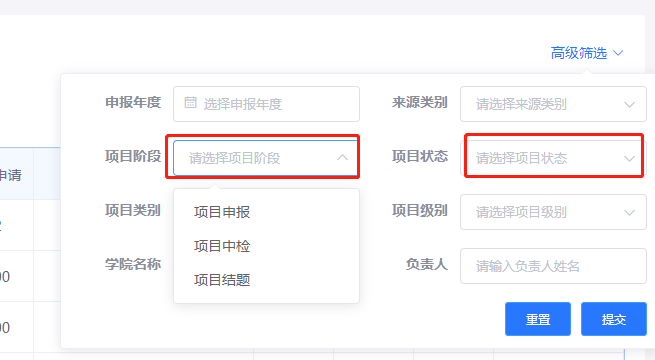 高级筛选
申报年度 选择申报年度 来源类别 请选择来源类别
项目阶段 请选择项目阶段 项目状态 请选择项目状态
申请
项目类别 项目申报 项目级别 请选择项目级别
项目中检
学院名称 负责人 请输入负责人姓名
00
项目结题
重置 提交
00